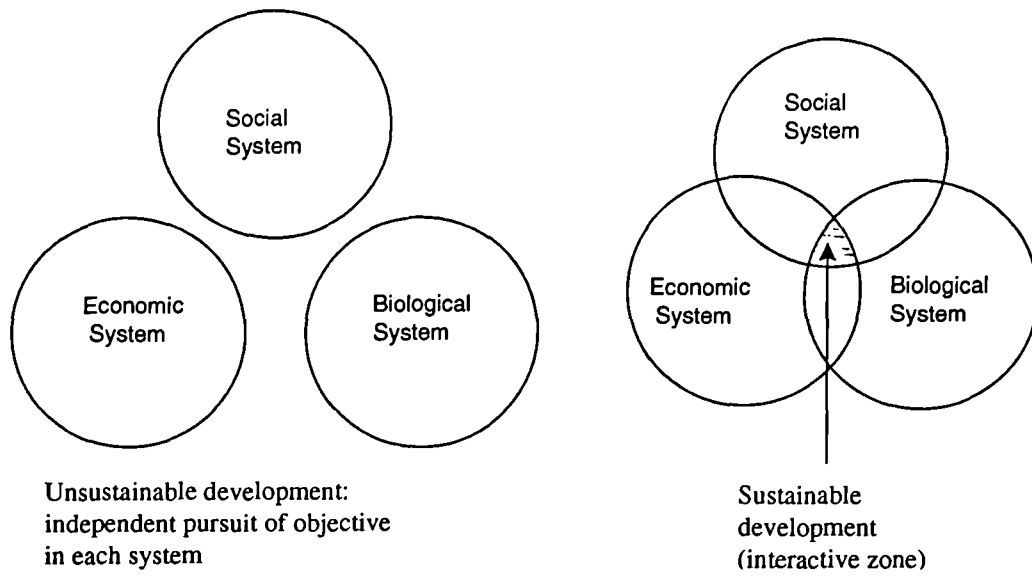 Social
System
Economic
System
Biological
System
Unsustainable development:
independent pursuit of objective
in each system
Social
System
Economic
System
Biological
System
Sustainable
development
(interactive zone)